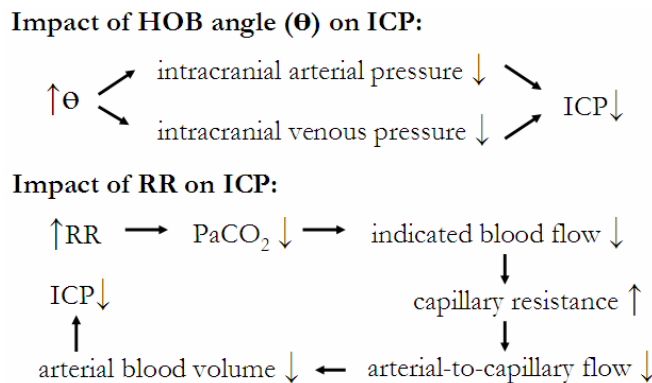 Impact of HOB angle (Θ) on ICP:
intracranial arterial pressure ↓
↑Θ
ICP↓
intracranial venous pressure ↓
Impact of RR on ICP:
↑RR → PaCO₂ ↓ → indicated blood flow ↓
ICP↓
capillary resistance ↑
arterial blood volume ↓ ← arterial-to-capillary flow ↓